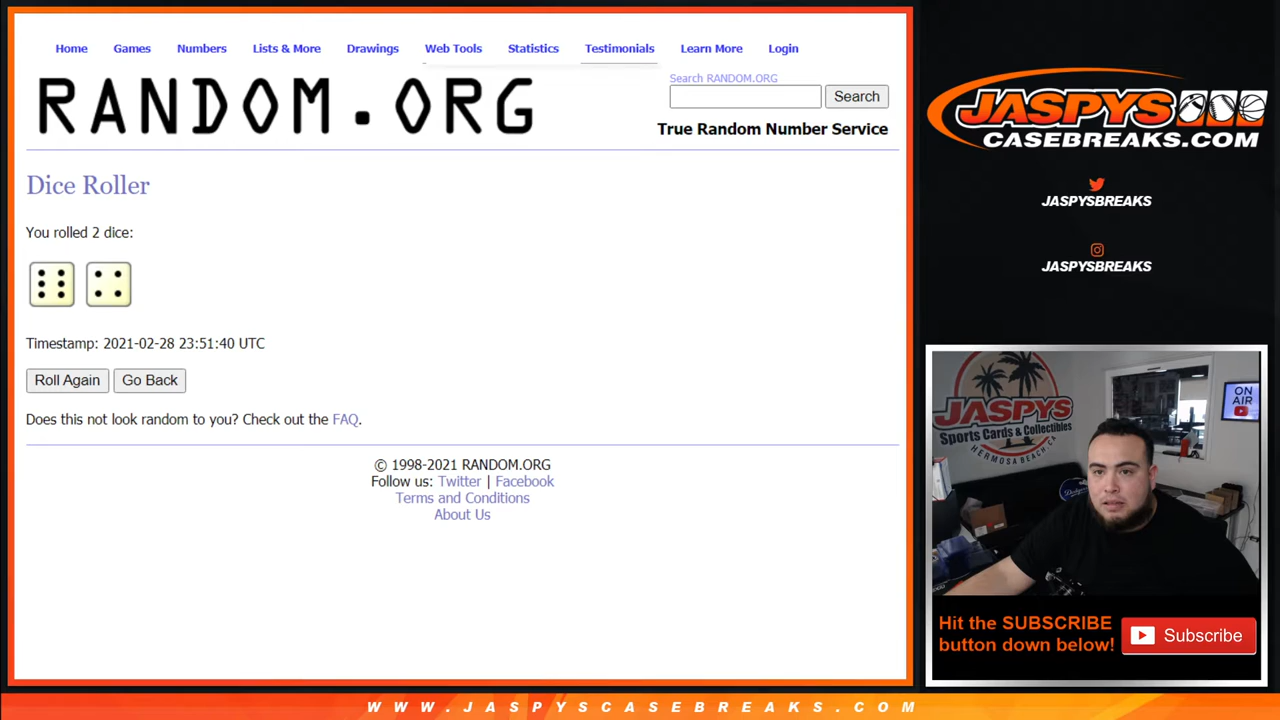 Home Games Numbers Lists & More Drawings Web Tools Statistics Testimonials Learn More Login
RANDOM.ORG
Search RANDOM.ORG
Search
True Random Number Service
Dice Roller
You rolled 2 dice:
Timestamp: 2021-02-28 23:51:40 UTC
Roll Again Go Back
Does this not look random to you? Check out the FAQ.
© 1998-2021 RANDOM.ORG
Follow us: Twitter | Facebook
Terms and Conditions
About Us
JASPYS
CASEBREAKS.COM
JASPYSBREAKS
JASPYSBREAKS
JASPYS
Sports Cards & Collectibles
HERMOSA BEACH, CA
ON
AIR
Dodgers
Hit the SUBSCRIBE
button down below!
Subscribe
WWW.JASPYSCASEBREAKS.COM